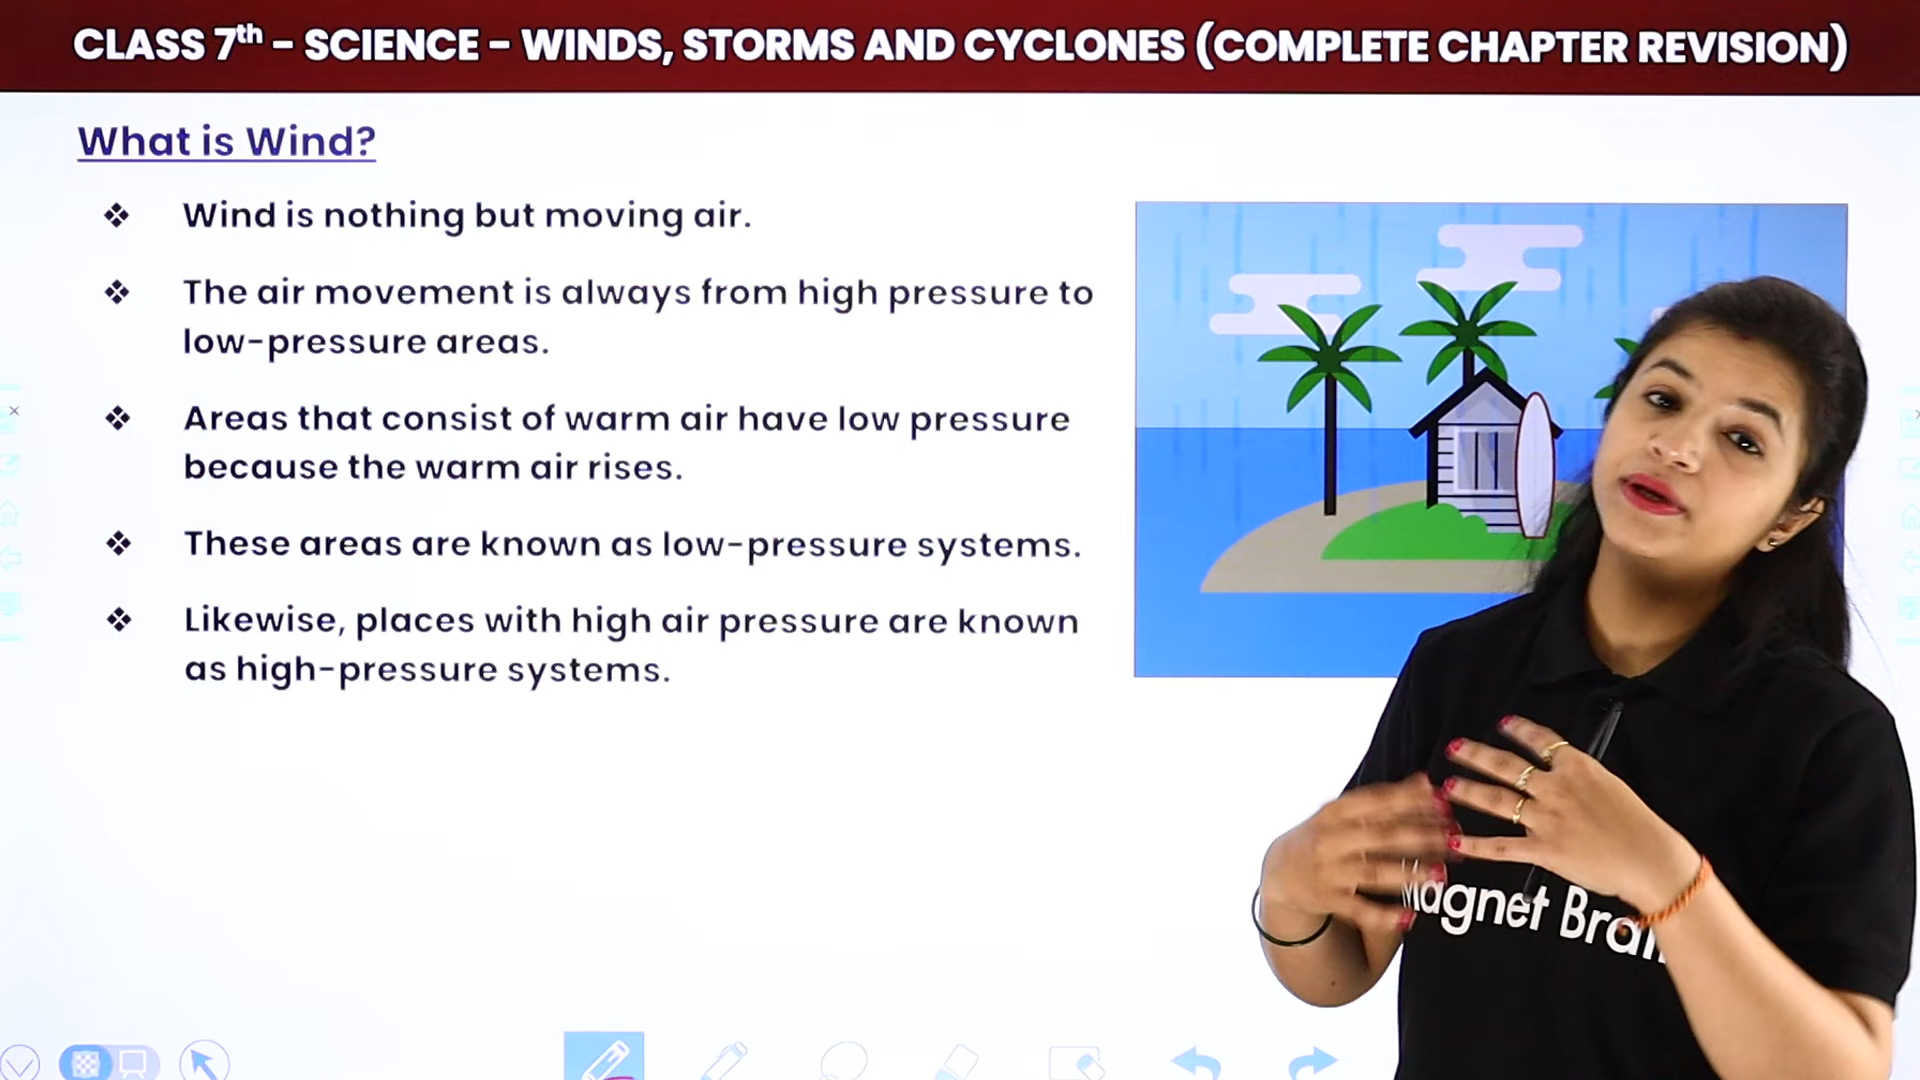 CLASS 7th – SCIENCE – WINDS, STORMS AND CYCLONES (COMPLETE CHAPTER REVISION)
What is Wind?
❖ Wind is nothing but moving air.
❖ The air movement is always from high pressure to
low-pressure areas.
❖ Areas that consist of warm air have low pressure
because the warm air rises.
❖ These areas are known as low-pressure systems.
❖ Likewise, places with high air pressure are known
as high-pressure systems.
Magnet Brain